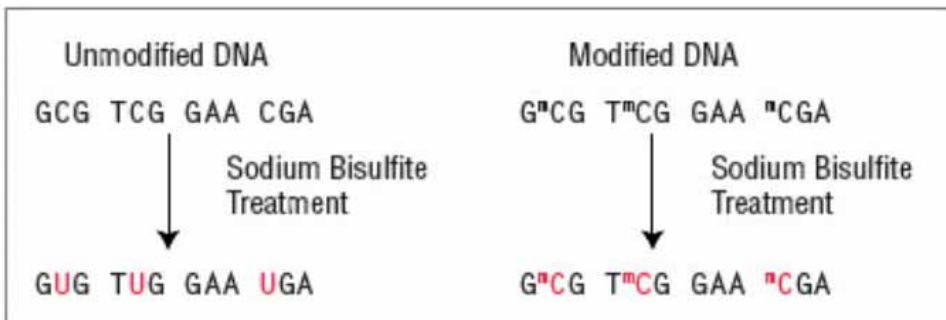 Unmodified DNA
GCG TCG GAA CGA
Sodium Bisulfite
Treatment
GUG TUG GAA UGA
Modified DNA
GᵐCG TᵐCG GAA ᵐCGA
Sodium Bisulfite
Treatment
GᵐCG TᵐCG GAA ᵐCGA